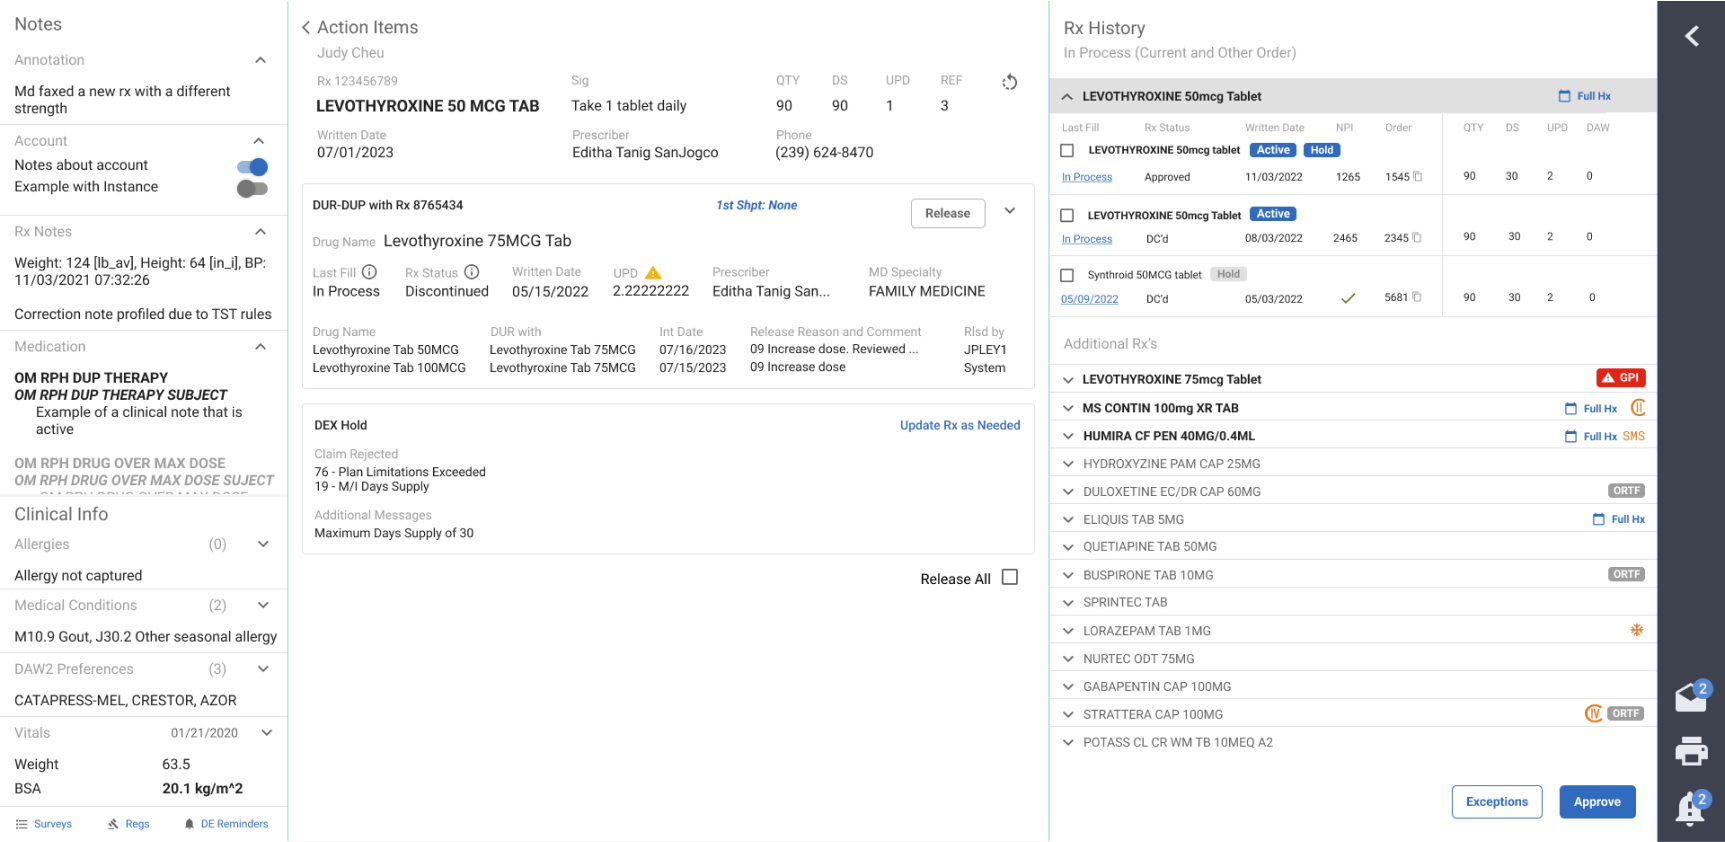 Notes
Annotation
Md faxed a new rx with a different
strength
Account
Notes about account
Example with Instance
Rx Notes
Weight: 124 [lb_av], Height: 64 [in_i], BP:
11/03/2021 07:32:26
Correction note profiled due to TST rules
Medication
OM RPH DUP THERAPY
OM RPH DUP THERAPY SUBJECT
Example of a clinical note that is
active
OM RPH DRUG OVER MAX DOSE
OM RPH DRUG OVER MAX DOSE SUJECT
OM RPH DRUG OVER MAX DOSE
Clinical Info
Allergies (0)
Allergy not captured
Medical Conditions (2)
M10.9 Gout, J30.2 Other seasonal allergy
DAW2 Preferences (3)
CATAPRESS-MEL, CRESTOR, AZOR
Vitals 01/21/2020
Weight 63.5
BSA 20.1 kg/m^2
Surveys Regs DE Reminders
Action Items
Judy Cheu
Rx 123456789 Sig QTY DS UPD REF
LEVOTHYROXINE 50 MCG TAB Take 1 tablet daily 90 90 1 3
Written Date Prescriber Phone
07/01/2023 Editha Tanig SanJogco (239) 624-8470
DUR-DUP with Rx 8765434 1st Shpt: None Release
Drug Name Levothyroxine 75MCG Tab
Last Fill Rx Status Written Date UPD Prescriber MD Specialty
In Process Discontinued 05/15/2022 2.22222222 Editha Tanig San... FAMILY MEDICINE
Drug Name DUR with Int Date Release Reason and Comment Rlsd by
Levothyroxine Tab 50MCG Levothyroxine Tab 75MCG 07/16/2023 09 Increase dose. Reviewed ... JPLEY1
Levothyroxine Tab 100MCG Levothyroxine Tab 75MCG 07/15/2023 09 Increase dose System
DEX Hold Update Rx as Needed
Claim Rejected
76 - Plan Limitations Exceeded
19 - M/I Days Supply
Additional Messages
Maximum Days Supply of 30
Release All
Rx History
In Process (Current and Other Order)
LEVOTHYROXINE 50mcg Tablet Full Hx
Last Fill Rx Status Written Date NPI Order QTY DS UPD DAW
LEVOTHYROXINE 50mcg tablet Active Hold
In Process Approved 11/03/2022 1265 1545 90 30 2 0
LEVOTHYROXINE 50mcg Tablet Active
In Process DC'd 08/03/2022 2465 2345 90 30 2 0
Synthroid 50MCG tablet Hold
05/09/2022 DC'd 05/03/2022 5681 90 30 2 0
Additional Rx's
LEVOTHYROXINE 75mcg Tablet GPI
MS CONTIN 100mg XR TAB Full Hx II
HUMIRA CF PEN 40MG/0.4ML Full Hx SMS
HYDROXYZINE PAM CAP 25MG
DULOXETINE EC/DR CAP 60MG ORTF
ELIQUIS TAB 5MG Full Hx
QUETIAPINE TAB 50MG
BUSPIRONE TAB 10MG ORTF
SPRINTEC TAB
LORAZEPAM TAB 1MG
NURTEC ODT 75MG
GABAPENTIN CAP 100MG
STRATTERA CAP 100MG IV ORTF
POTASS CL CR WM TB 10MEQ A2
Exceptions Approve
2
2